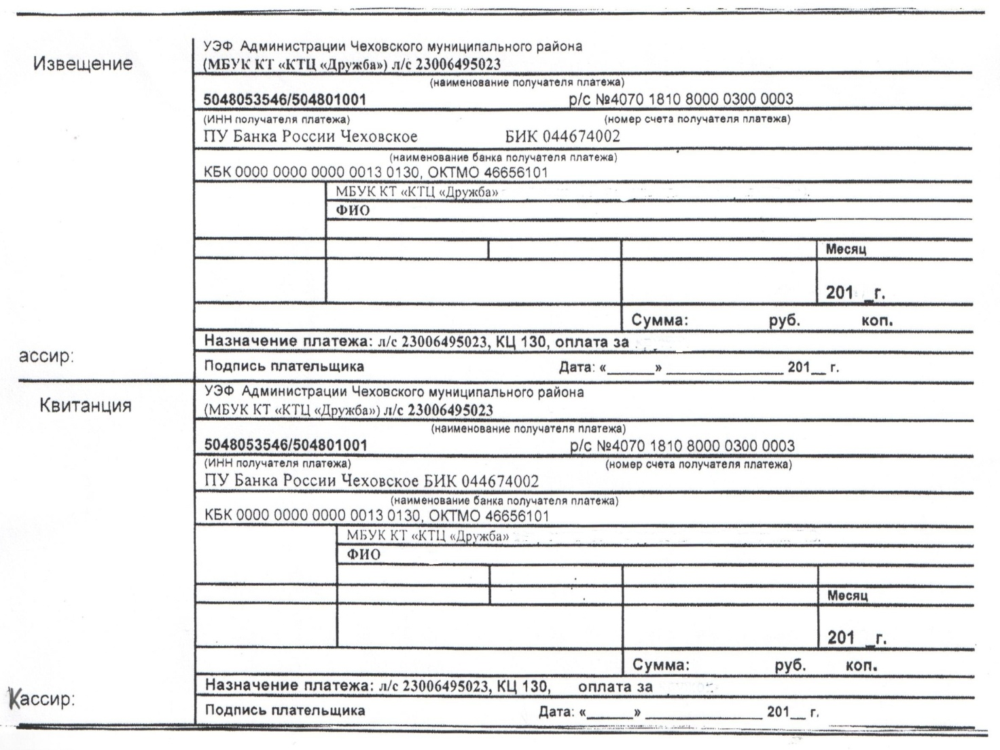 Извещение
УЭФ Администрации Чеховского муниципального района
(МБУК КТ «КТЦ «Дружба») л/с 23006495023
(наименование получателя платежа)
5048053546/504801001 р/с №4070 1810 8000 0300 0003
(ИНН получателя платежа) (номер счета получателя платежа)
ПУ Банка России Чеховское БИК 044674002
(наименование банка получателя платежа)
КБК 0000 0000 0000 0013 0130, ОКТМО 46656101
МБУК КТ «КТЦ «Дружба»
ФИО
Месяц
201 _г.
Сумма: руб. коп.
Назначение платежа: л/с 23006495023, КЦ 130, оплата за
ассир:
Подпись плательщика Дата: «______» ______________ 201__ г.
Квитанция
УЭФ Администрации Чеховского муниципального района
(МБУК КТ «КТЦ «Дружба») л/с 23006495023
(наименование получателя платежа)
5048053546/504801001 р/с №4070 1810 8000 0300 0003
(ИНН получателя платежа) (номер счета получателя платежа)
ПУ Банка России Чеховское БИК 044674002
(наименование банка получателя платежа)
КБК 0000 0000 0000 0013 0130, ОКТМО 46656101
МБУК КТ «КТЦ «Дружба»
ФИО
Месяц
201 _г.
Сумма: руб. коп.
Назначение платежа: л/с 23006495023, КЦ 130, оплата за
Кассир:
Подпись плательщика Дата: «______» ______________ 201__ г.